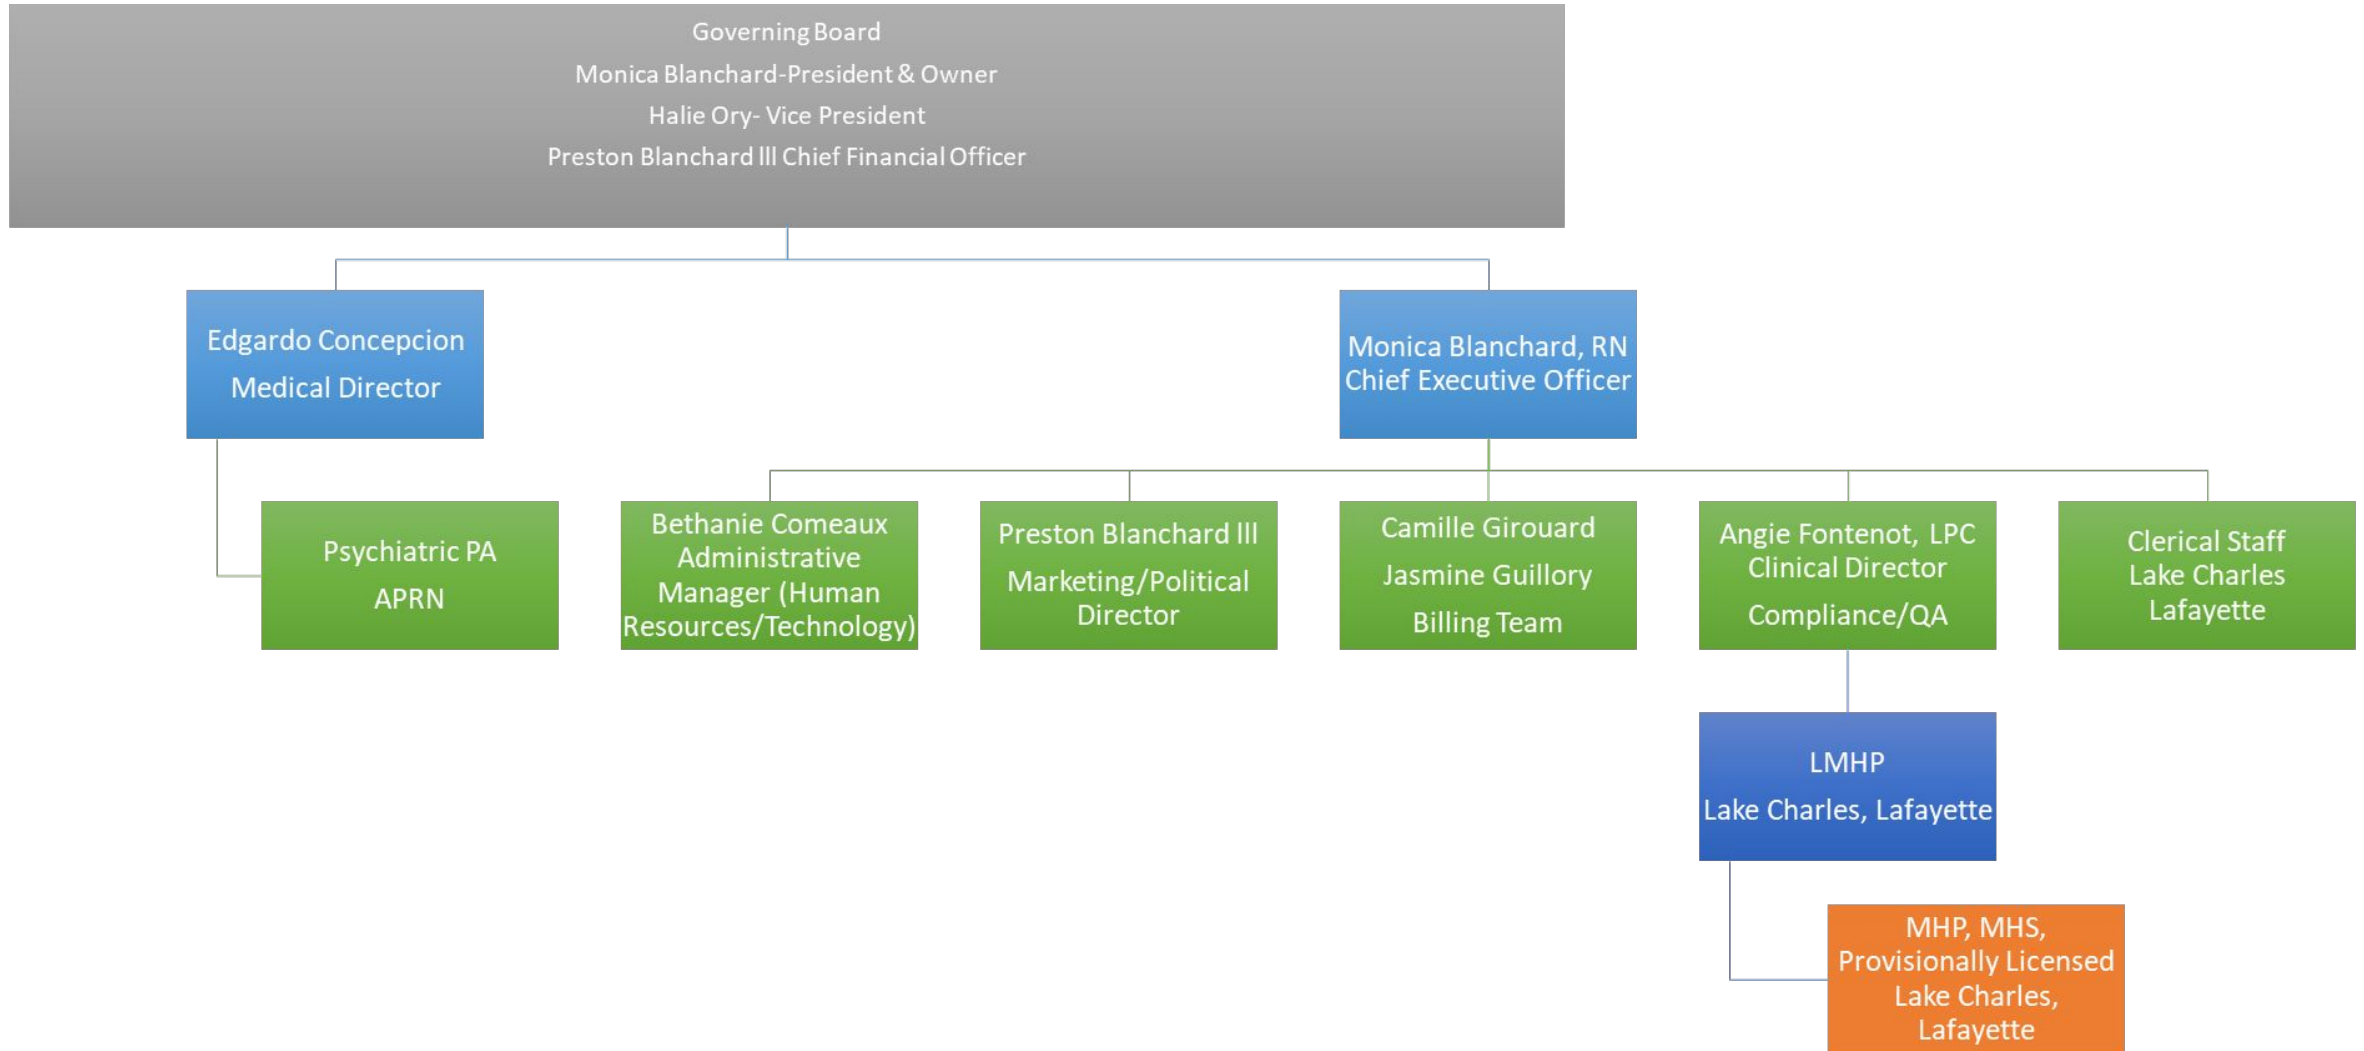 Governing Board
Monica Blanchard-President & Owner
Halie Ory- Vice President
Preston Blanchard lll Chief Financial Officer
Edgardo Concepcion
Medical Director
Monica Blanchard, RN
Chief Executive Officer
Psychiatric PA
APRN
Bethanie Comeaux
Administrative
Manager (Human
Resources/Technology)
Preston Blanchard lll
Marketing/Political
Director
Camille Girouard
Jasmine Guillory
Billing Team
Angie Fontenot, LPC
Clinical Director
Compliance/QA
Clerical Staff
Lake Charles
Lafayette
LMHP
Lake Charles, Lafayette
MHP, MHS,
Provisionally Licensed
Lake Charles,
Lafayette